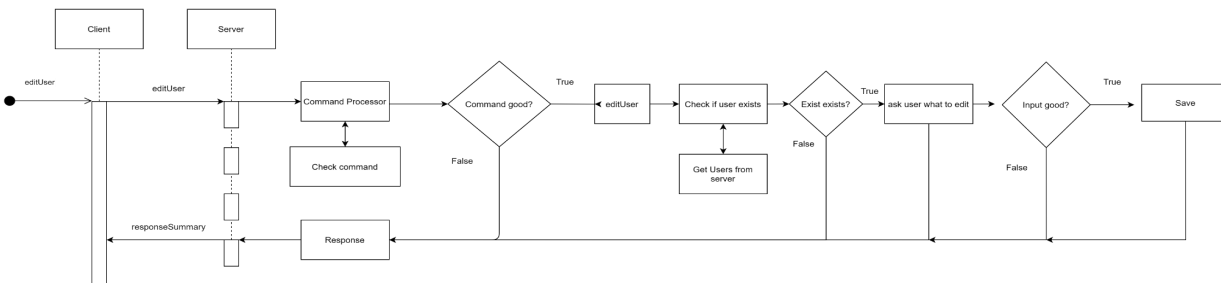 Client
Server
editUser
editUser
Command Processor
Check command
Command good?
True
False
editUser
Check if user exists
Get Users from
server
Exist exists?
True
False
ask user what to edit
Input good?
True
False
Save
responseSummary
Response